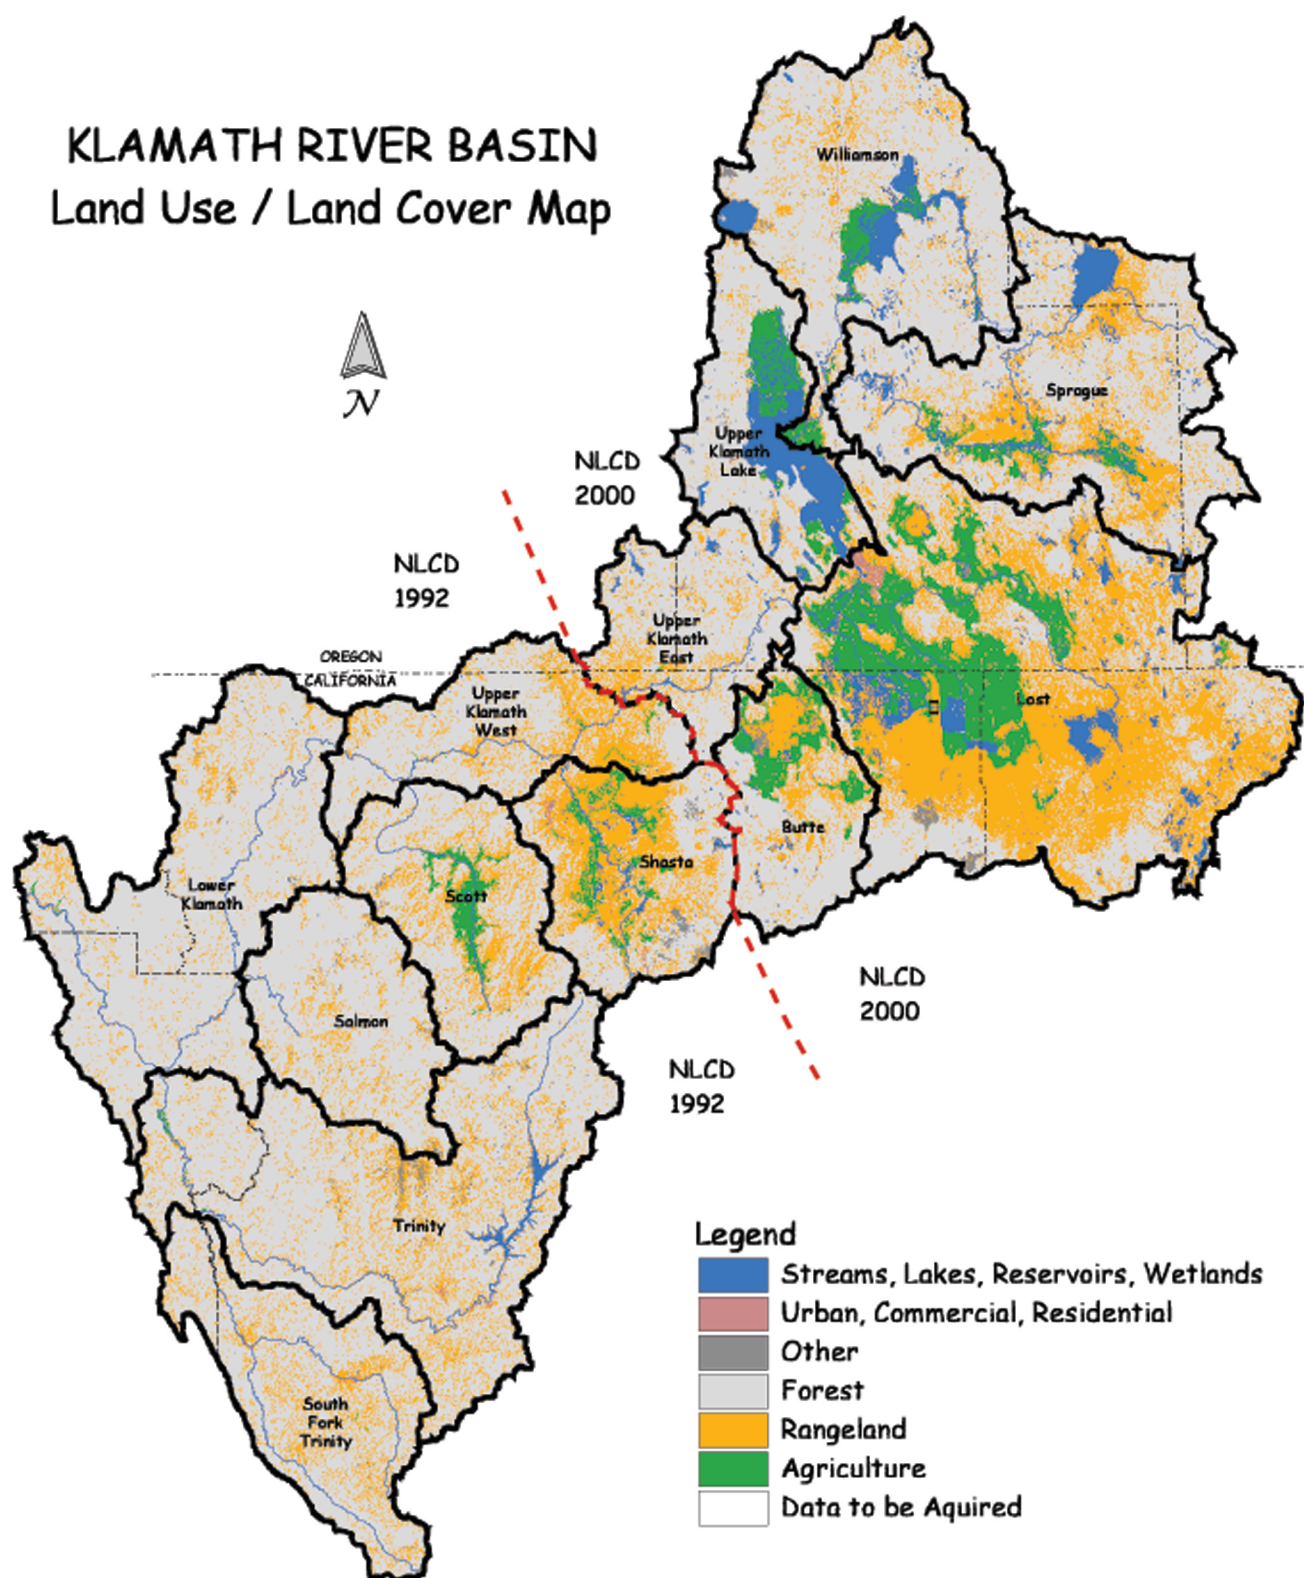 KLAMATH RIVER BASIN
Land Use / Land Cover Map
N
Williamson
Sprague
Upper
Klamath
Lake
NLCD
2000
NLCD
1992
Upper
Klamath
East
OREGON
CALIFORNIA
Upper
Klamath
West
Lost
Butte
Shasta
Scott
Lower
Klamath
Salmon
NLCD
2000
NLCD
1992
Trinity
South
Fork
Trinity
Legend
Streams, Lakes, Reservoirs, Wetlands
Urban, Commercial, Residential
Other
Forest
Rangeland
Agriculture
Data to be Aquired